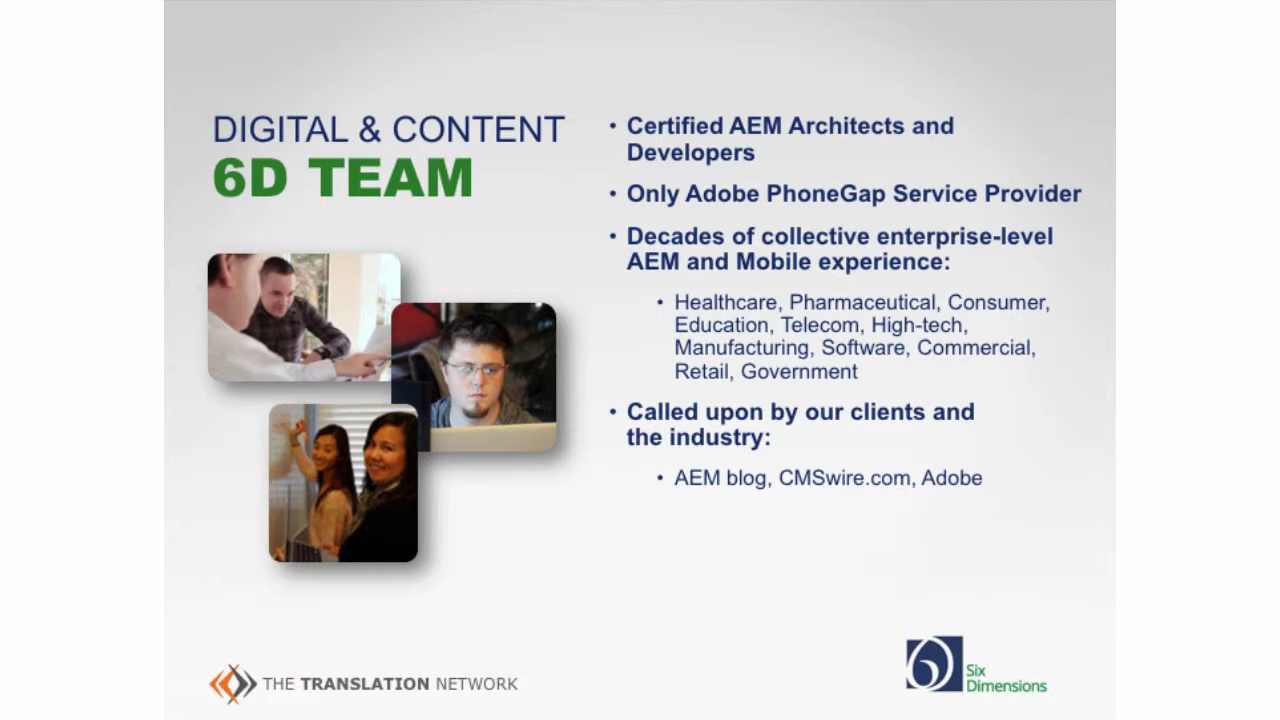 DIGITAL & CONTENT
6D TEAM
• Certified AEM Architects and
Developers
• Only Adobe PhoneGap Service Provider
• Decades of collective enterprise-level
AEM and Mobile experience:
• Healthcare, Pharmaceutical, Consumer,
Education, Telecom, High-tech,
Manufacturing, Software, Commercial,
Retail, Government
• Called upon by our clients and
the industry:
• AEM blog, CMSwire.com, Adobe
THE TRANSLATION NETWORK
Six
Dimensions